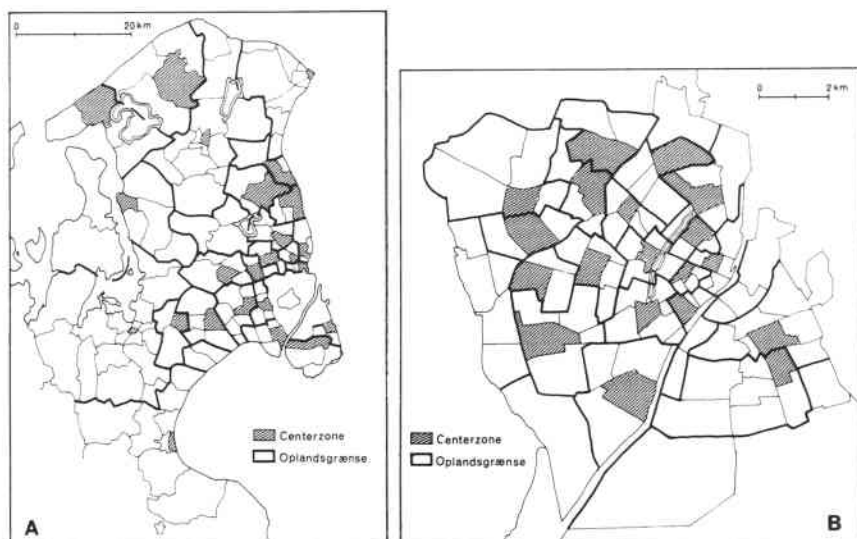 0 20 km
Centerzone
Oplandsgrænse.
A
0 2 km
Centerzone
Oplandsgrænse
B